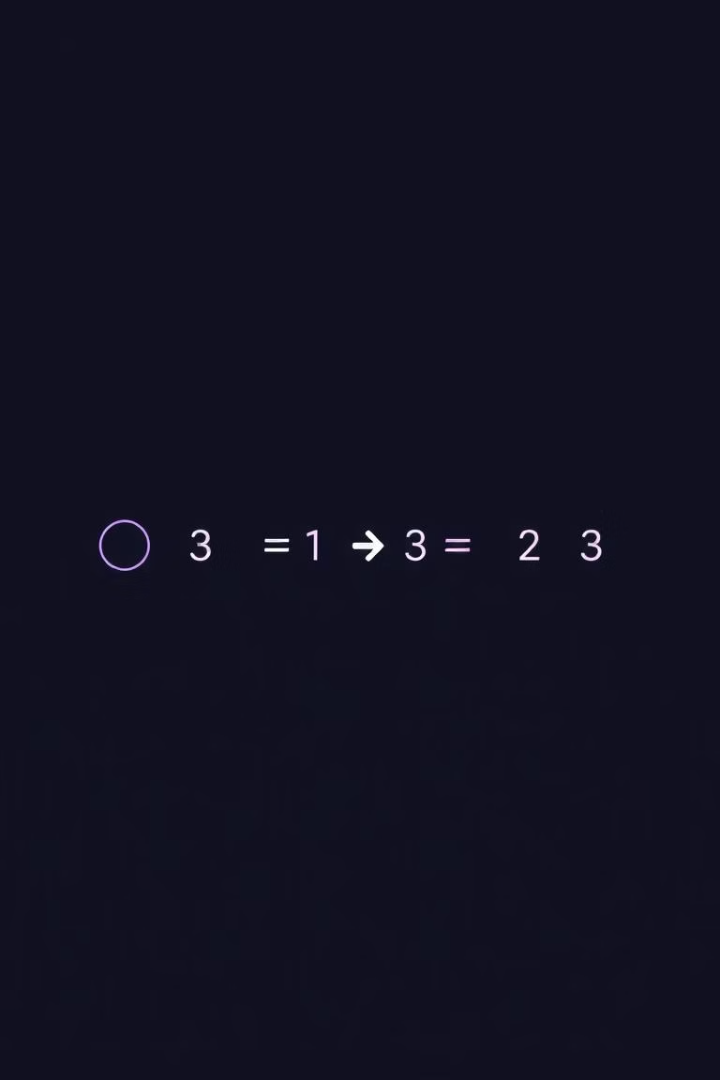 ○ 3 = 1 → 3 = 2 3